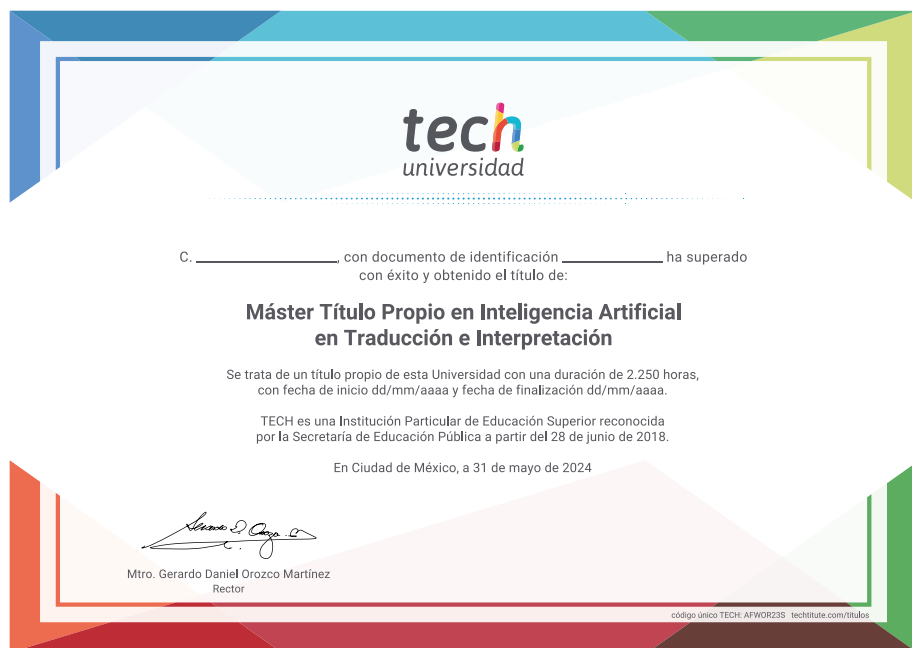 tech
universidad
C. ___________________, con documento de identificación _____________ ha superado
con éxito y obtenido el título de:
Máster Título Propio en Inteligencia Artificial
en Traducción e Interpretación
Se trata de un título propio de esta Universidad con una duración de 2.250 horas,
con fecha de inicio dd/mm/aaaa y fecha de finalización dd/mm/aaaa.
TECH es una Institución Particular de Educación Superior reconocida
por la Secretaría de Educación Pública a partir del 28 de junio de 2018.
En Ciudad de México, a 31 de mayo de 2024
Mtro. Gerardo Daniel Orozco Martínez
Rector
código único TECH: AFWOR23S techtitute.com/titulos